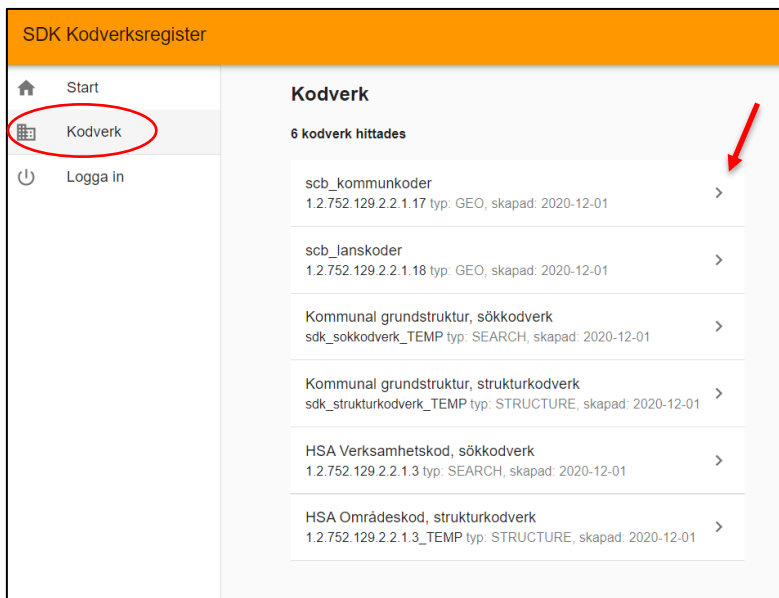 SDK Kodverksregister
Start
Kodverk
Logga in
Kodverk
6 kodverk hittades
scb_kommunkoder
1.2.752.129.2.2.1.17 typ: GEO, skapad: 2020-12-01
scb_lanskoder
1.2.752.129.2.2.1.18 typ: GEO, skapad: 2020-12-01
Kommunal grundstruktur, sökkodverk
sdk_sokkodverk_TEMP typ: SEARCH, skapad: 2020-12-01
Kommunal grundstruktur, strukturkodverk
sdk_strukturkodverk_TEMP typ: STRUCTURE, skapad: 2020-12-01
HSA Verksamhetskod, sökkodverk
1.2.752.129.2.2.1.3 typ: SEARCH, skapad: 2020-12-01
HSA Områdeskod, strukturkodverk
1.2.752.129.2.2.1.3_TEMP typ: STRUCTURE, skapad: 2020-12-01